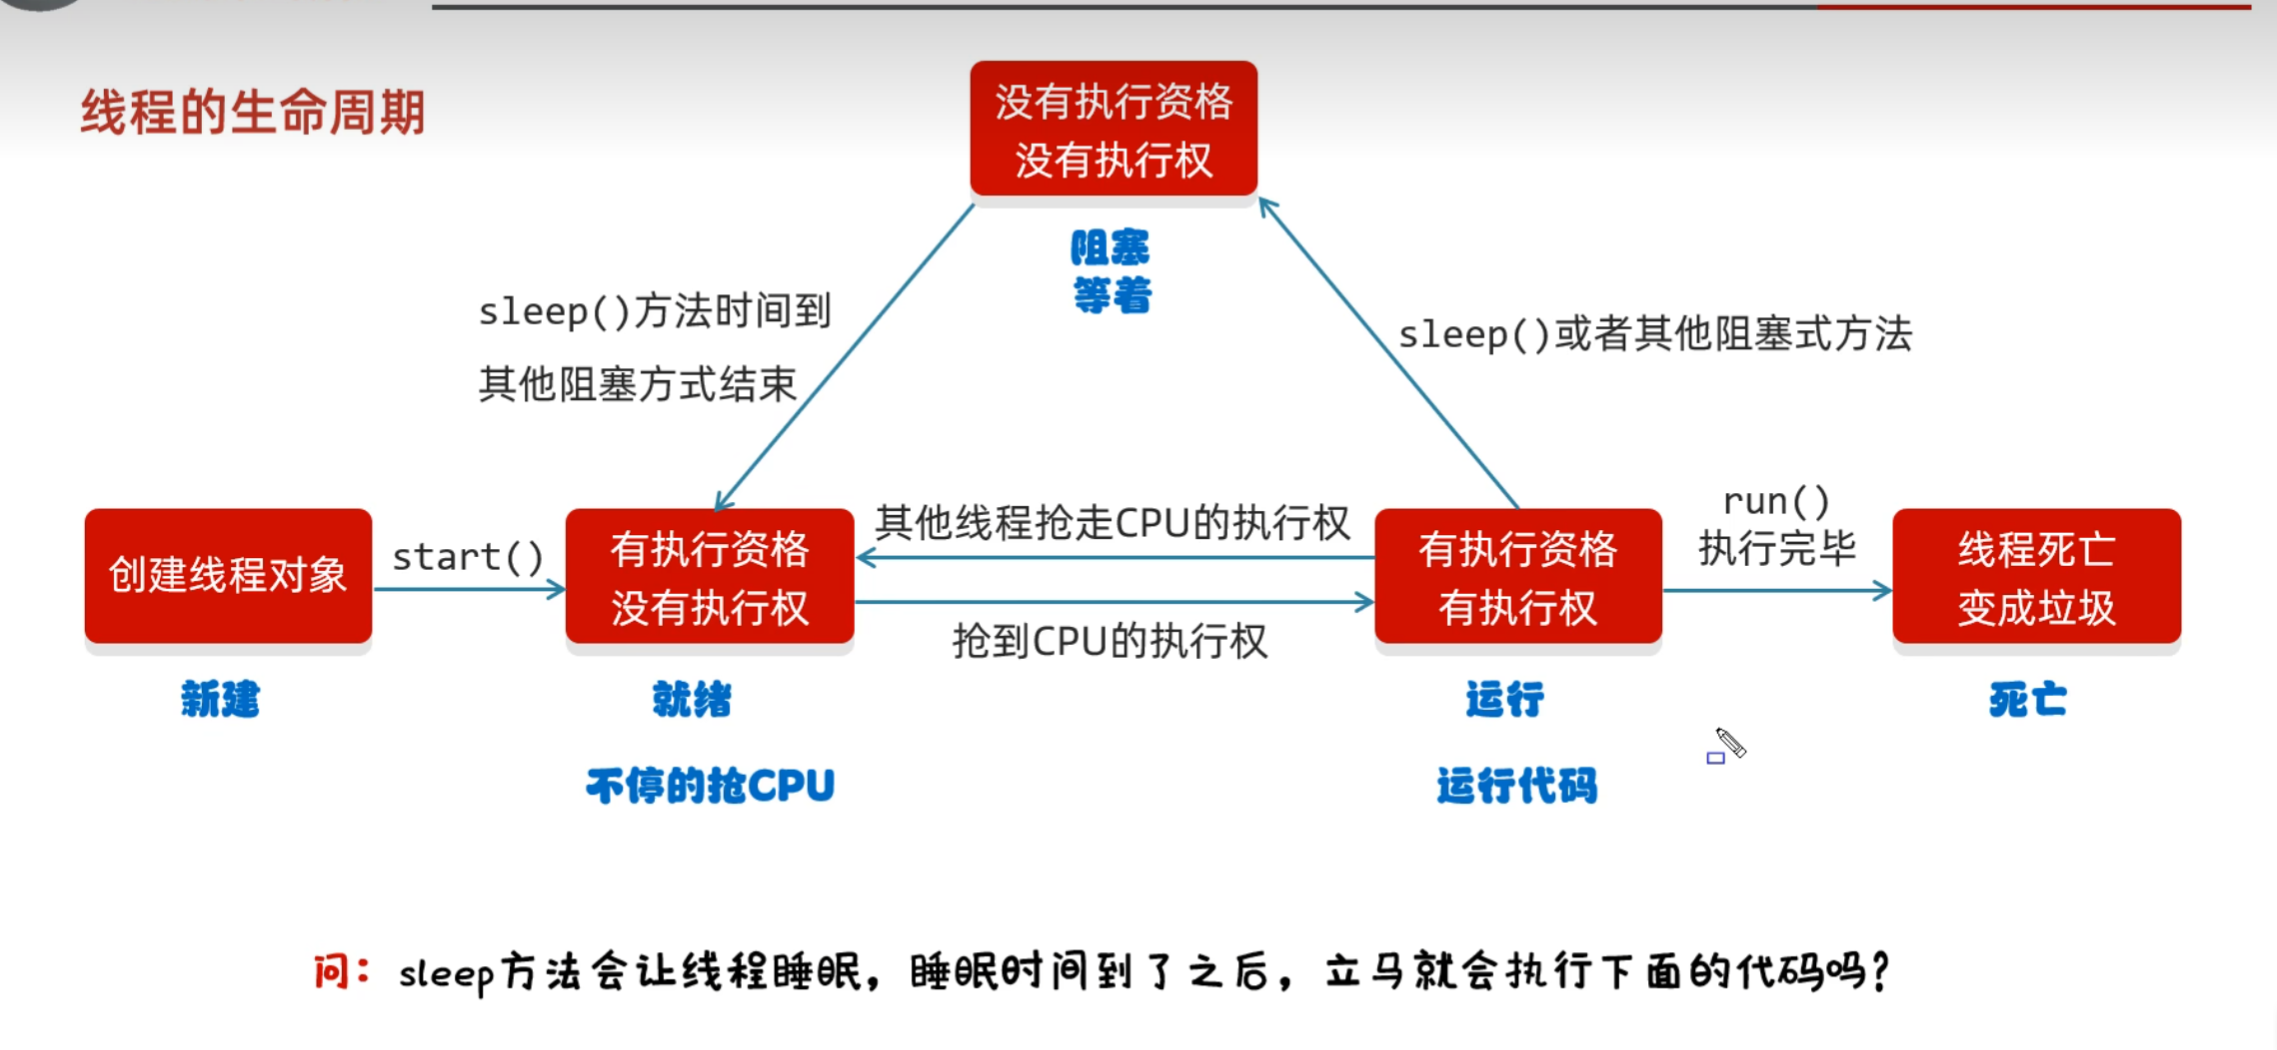 线程的生命周期
没有执行资格
没有执行权
阻塞
等着
sleep()方法时间到
其他阻塞方式结束
sleep()或者其他阻塞式方法
创建线程对象
start()
有执行资格
没有执行权
其他线程抢走CPU的执行权
抢到CPU的执行权
有执行资格
有执行权
run()
执行完毕
线程死亡
变成垃圾
新建
就绪
运行
死亡
不停的抢CPU
运行代码
问：sleep方法会让线程睡眠，睡眠时间到了之后，立马就会执行下面的代码吗？